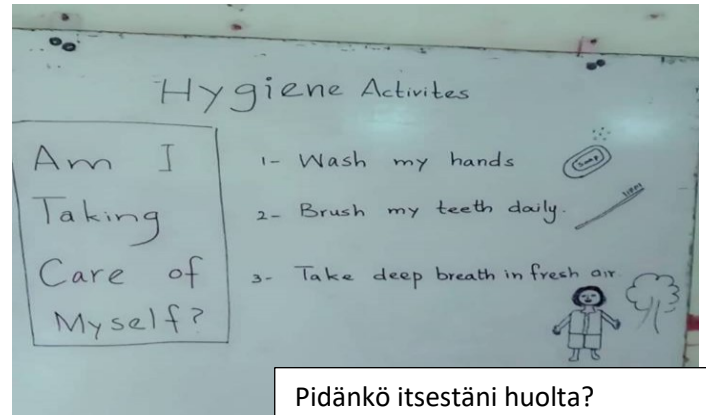 Hygiene Activites
Am I
Taking
Care of
Myself?
1- Wash my hands
Soap
2- Brush my teeth daily.
3- Take deep breath in fresh air.
Pidänkö itsestäni huolta?